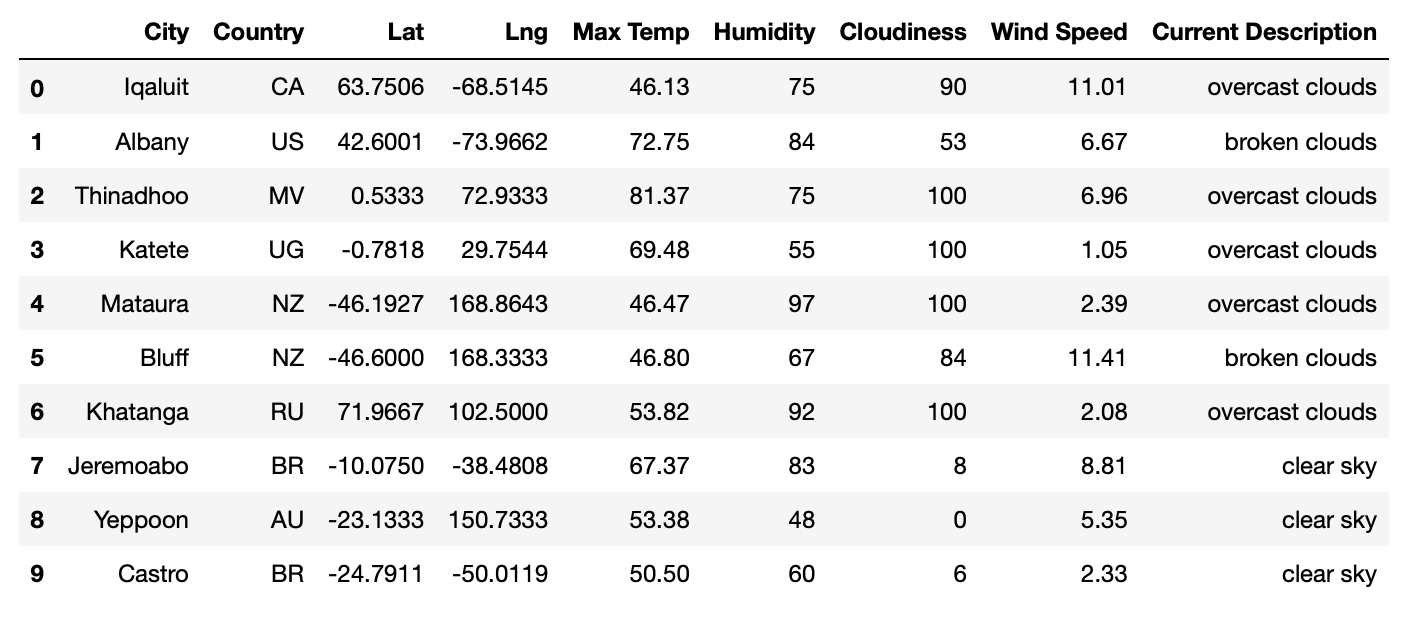 City Country Lat Lng Max Temp Humidity Cloudiness Wind Speed Current Description
0 Iqaluit CA 63.7506 -68.5145 46.13 75 90 11.01 overcast clouds
1 Albany US 42.6001 -73.9662 72.75 84 53 6.67 broken clouds
2 Thinadhoo MV 0.5333 72.9333 81.37 75 100 6.96 overcast clouds
3 Katete UG -0.7818 29.7544 69.48 55 100 1.05 overcast clouds
4 Mataura NZ -46.1927 168.8643 46.47 97 100 2.39 overcast clouds
5 Bluff NZ -46.6000 168.3333 46.80 67 84 11.41 broken clouds
6 Khatanga RU 71.9667 102.5000 53.82 92 100 2.08 overcast clouds
7 Jeremoabo BR -10.0750 -38.4808 67.37 83 8 8.81 clear sky
8 Yeppoon AU -23.1333 150.7333 53.38 48 0 5.35 clear sky
9 Castro BR -24.7911 -50.0119 50.50 60 6 2.33 clear sky